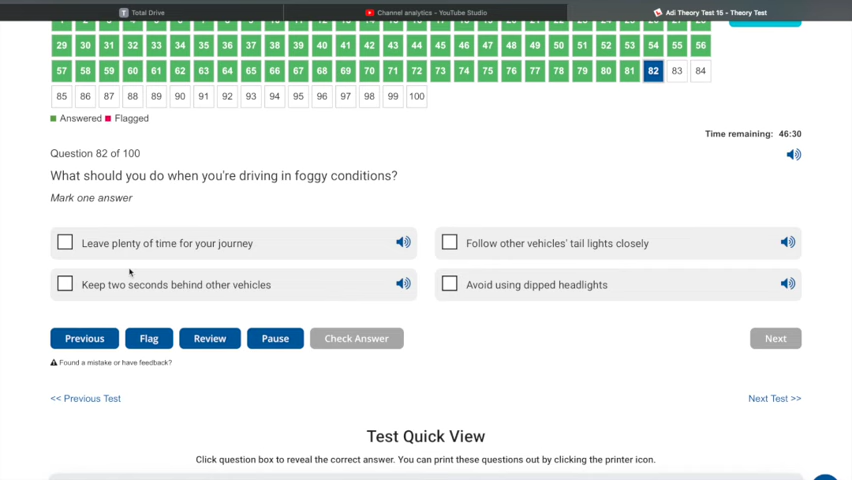 Total Drive
Channel analytics - YouTube Studio
Adi Theory Test 15 - Theory Test
29 30 31 32 33 34 35 36 37 38 39 40 41 42 43 44 45 46 47 48 49 50 51 52 53 54 55 56
57 58 59 60 61 62 63 64 65 66 67 68 69 70 71 72 73 74 75 76 77 78 79 80 81 82 83 84
85 86 87 88 89 90 91 92 93 94 95 96 97 98 99 100
Answered Flagged
Time remaining: 46:30
Question 82 of 100
What should you do when you're driving in foggy conditions?
Mark one answer
Leave plenty of time for your journey
Follow other vehicles' tail lights closely
Keep two seconds behind other vehicles
Avoid using dipped headlights
Previous Flag Review Pause Check Answer Next
Found a mistake or have feedback?
<< Previous Test
Next Test >>
Test Quick View
Click question box to reveal the correct answer. You can print these questions out by clicking the printer icon.